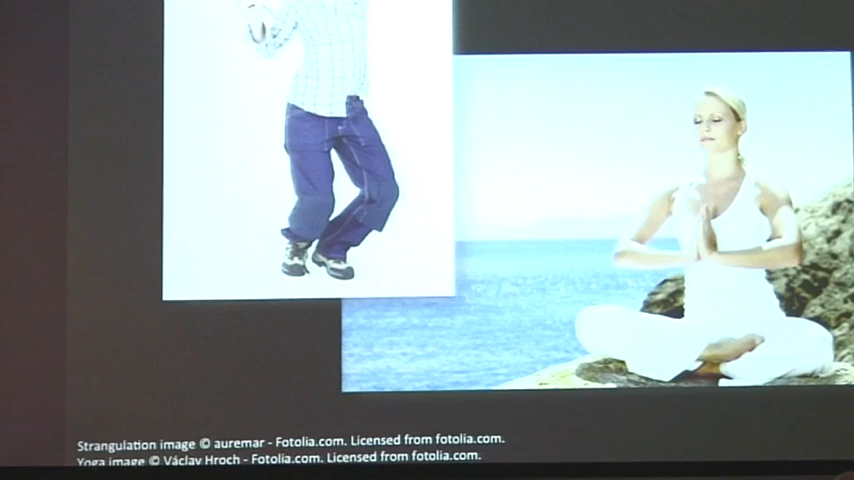 Strangulation image © auremar - Fotolia.com. Licensed from fotolia.com.
Yoga image © Václav Hroch - Fotolia.com. Licensed from fotolia.com.